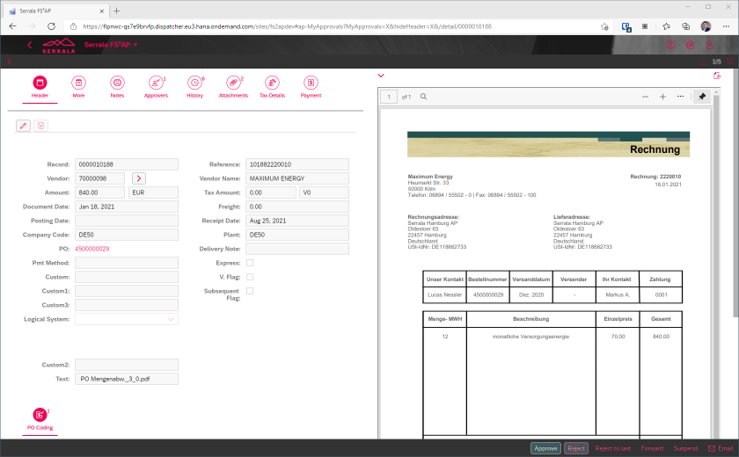 Serrala FS²AP
https://flpnwc-qs7e9brvfp.dispatcher.eu3.hana.ondemand.com/sites/fs2apdev#ap-MyApprovals?MyApprovals=X&hideHeader=X&/detail/0000010188
SERRALA
Serrala FS²AP
1/5
Header
More
Notes
Approvers
History
Attachments
Tax Details
Payment
Record: 0000010188
Reference: 101882220010
Vendor: 70000098
Vendor Name: MAXIMUM ENERGY
Amount: 840.00 EUR
Tax Amount: 0.00 V0
Document Date: Jan 18, 2021
Freight: 0.00
Posting Date:
Receipt Date: Aug 25, 2021
Company Code: DE50
Plant: DE50
PO: 4500000029
Delivery Note:
Pmt Method:
Express:
Custom:
V. Flag:
Custom1:
Subsequent Flag:
Custom3:
Logical System:
Custom2:
Text: PO Mengenabw._3_0.pdf
PO Coding
1 of 1
Rechnung
Maximum Energy
Heumarkt Str. 33
50000 Köln
Telefon: 06894 / 55502 - 0 | Fax: 06894 / 55502 - 100
Rechnung: 2220010
18.01.2021
Rechnungsadresse:
Serrala Hamburg AP
Oldesloer 63
22457 Hamburg
Deutschland
USt-IdNr: DE118682733
Lieferadresse:
Serrala Hamburg AP
Oldesloer 63
22457 Hamburg
Deutschland
USt-IdNr: DE118682733
Unser Kontakt Bestellnummer Versanddatum Versender Ihr Kontakt Zahlung
Lucas Nessler 4500000029 Dez. 2020 - Markus A. 0001
Menge- MWH Beschreibung Einzelpreis Gesamt
12 monatliche Versorgungsenergie 70.00 840.00
Approve Reject Reject to last Forward Suspend Email